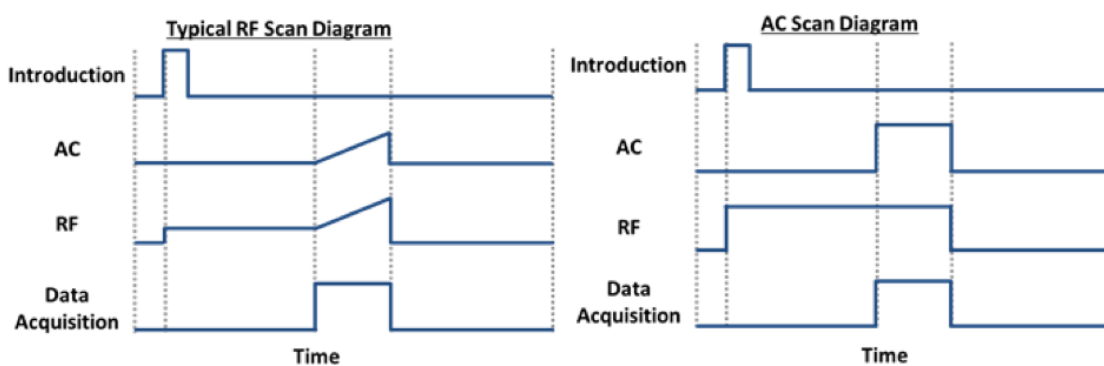 Typical RF Scan Diagram
Introduction
AC
RF
Data
Acquisition
Time
AC Scan Diagram
Introduction
AC
RF
Data
Acquisition
Time